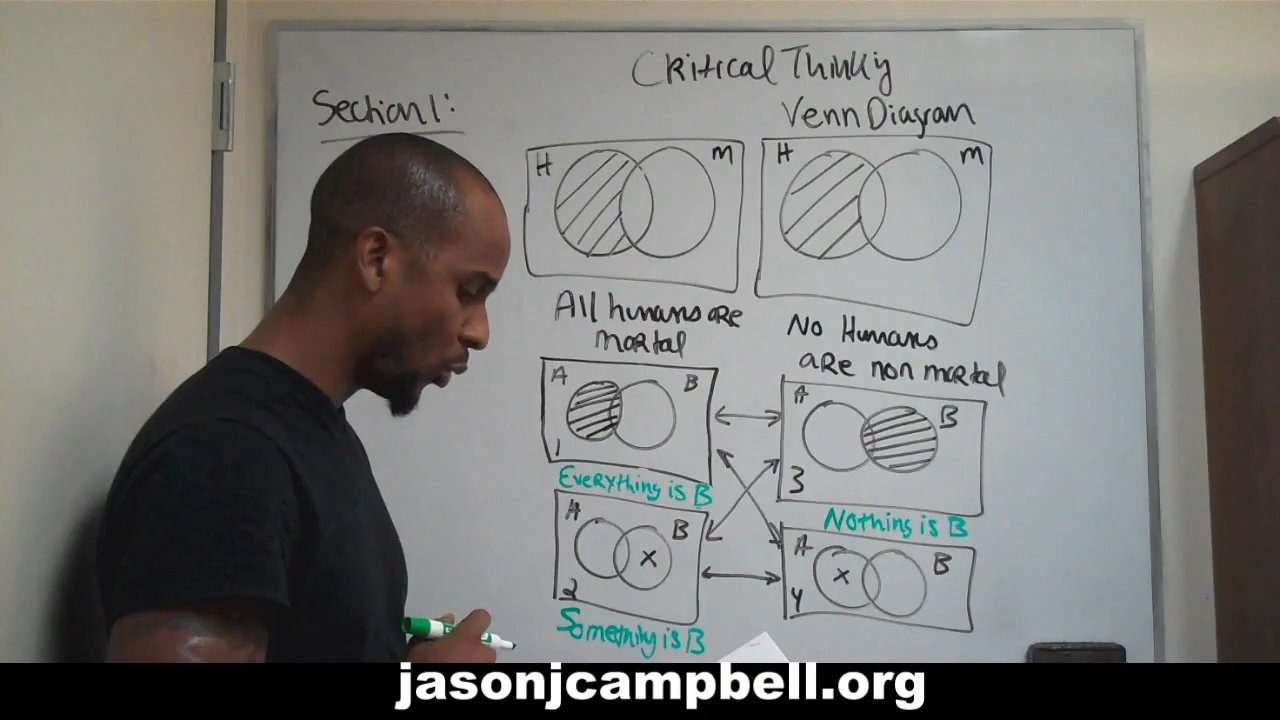 Critical Thinkiy
Section 1:
Venn Diagram
H M
H M
All humans are
mortal
No Humans
are non mortal
A B
1
Everything is B
A B
3
Nothing is B
A B
x
2
Somethiy is B
A B
x
4
jasonjcampbell.org